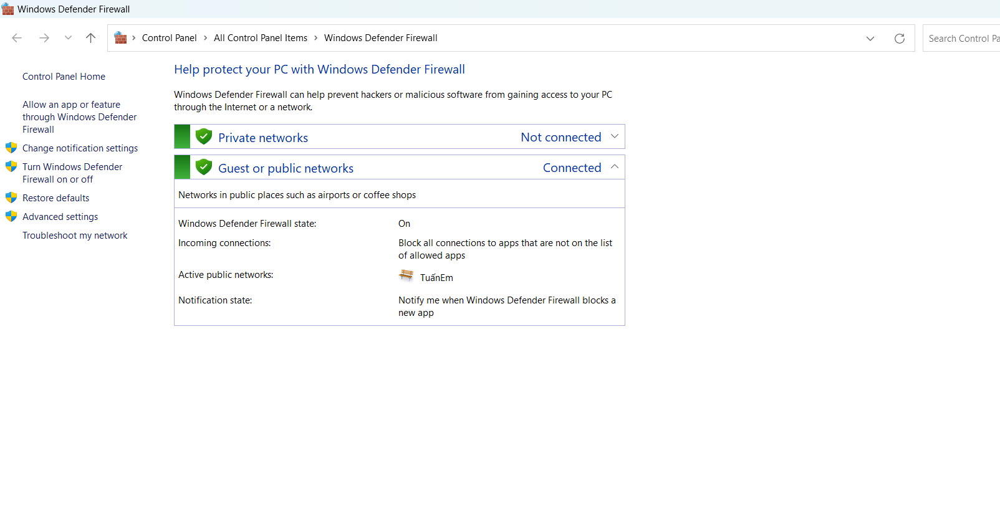 Windows Defender Firewall
Control Panel > All Control Panel Items > Windows Defender Firewall
Search Control Pa
Control Panel Home
Allow an app or feature
through Windows Defender
Firewall
Change notification settings
Turn Windows Defender
Firewall on or off
Restore defaults
Advanced settings
Troubleshoot my network
Help protect your PC with Windows Defender Firewall
Windows Defender Firewall can help prevent hackers or malicious software from gaining access to your PC
through the Internet or a network.
Private networks Not connected
Guest or public networks Connected
Networks in public places such as airports or coffee shops
Windows Defender Firewall state: On
Incoming connections: Block all connections to apps that are not on the list
of allowed apps
Active public networks: TuấnEm
Notification state: Notify me when Windows Defender Firewall blocks a
new app